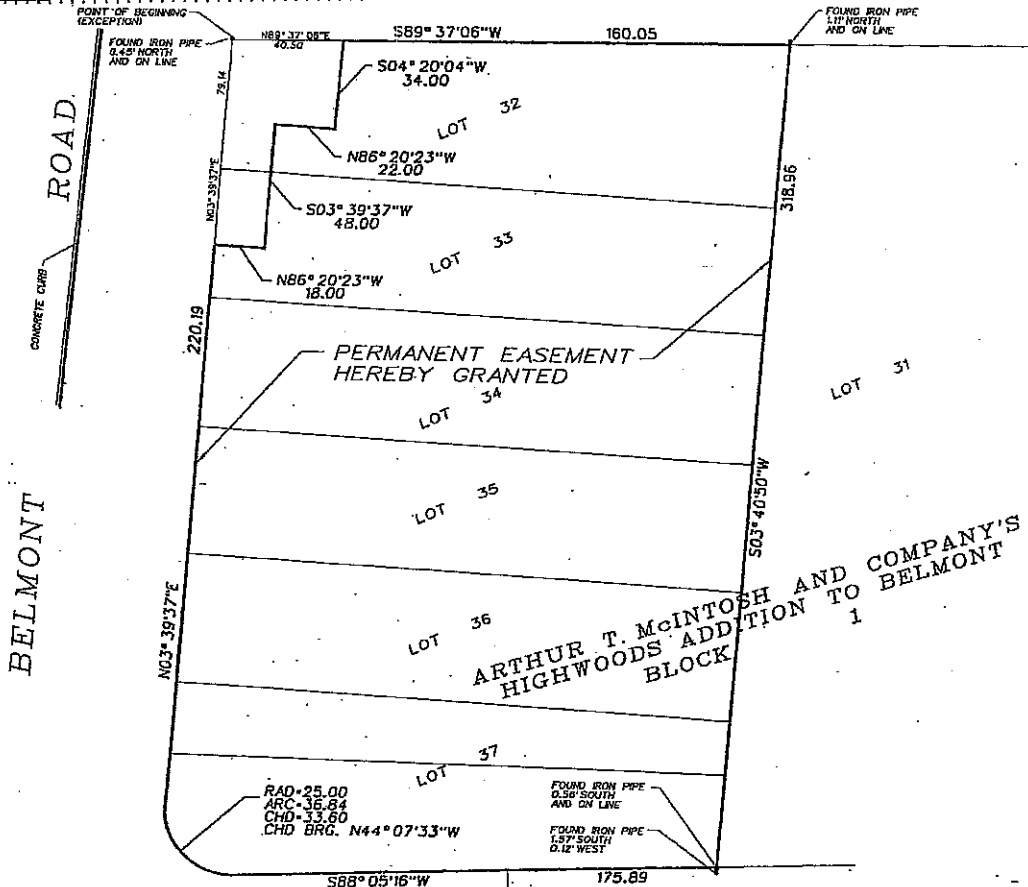 POINT OF BEGINNING
(EXCEPTION)
FOUND IRON PIPE
0.45' NORTH
AND ON LINE
N89° 37' 06"E
40.50
S89° 37'06"W
160.05
FOUND IRON PIPE
1.11' NORTH
AND ON LINE
79.14
N03° 39'37"E
S04° 20'04"W
34.00
LOT 32
N86° 20'23"W
22.00
318.96
S03° 39'37"W
48.00
LOT 33
N86° 20'23"W
18.00
ROAD
CONCRETE CURB
220.19
PERMANENT EASEMENT
HEREBY GRANTED
LOT 34
LOT 31
LOT 35
S03° 40'50"W
BELMONT
N03° 39'37"E
LOT 36
ARTHUR T. McINTOSH AND COMPANY'S
HIGHWOODS ADDITION TO BELMONT
BLOCK 1
LOT 37
RAD=25.00
ARC=36.84
CHD=33.60
CHD BRG. N44° 07'33"W
FOUND IRON PIPE
0.56' SOUTH
AND ON LINE
FOUND IRON PIPE
1.57' SOUTH
0.12' WEST
S88° 05'16"W
175.89